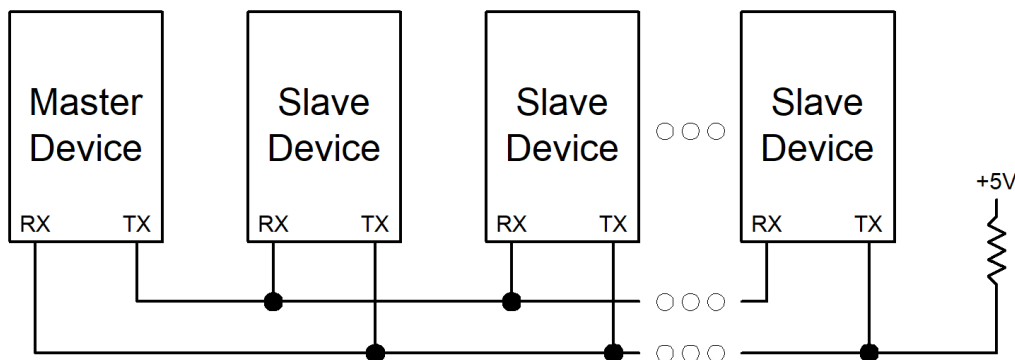 Master
Device
RX TX
Slave
Device
RX TX
Slave
Device
RX TX
Slave
Device
RX TX
+5V